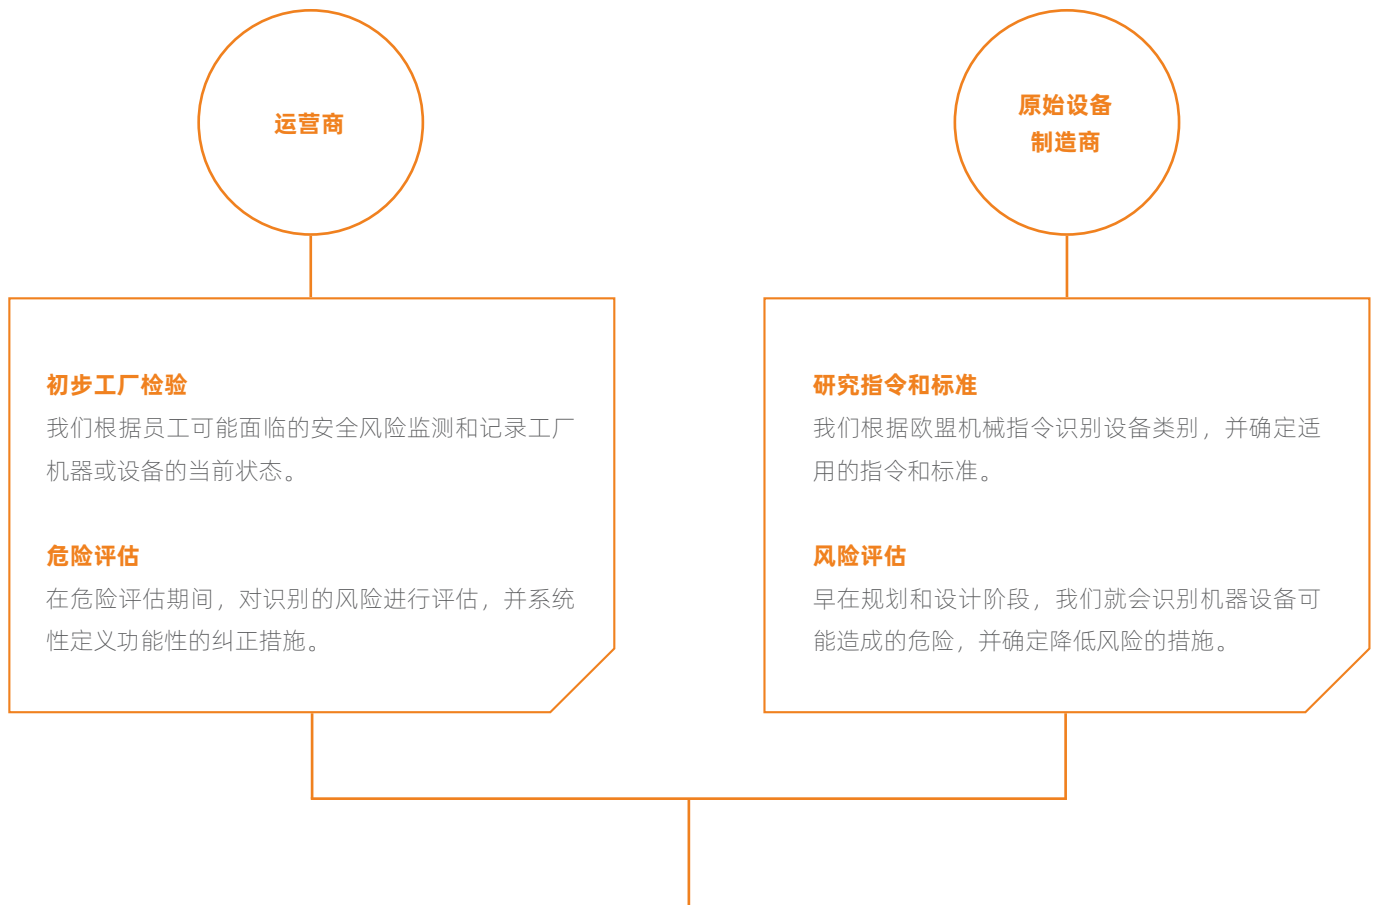 运营商
原始设备
制造商
初步工厂检验
我们根据员工可能面临的安全风险监测和记录工厂
机器或设备的当前状态。
危险评估
在危险评估期间，对识别的风险进行评估，并系统
性定义功能性的纠正措施。
研究指令和标准
我们根据欧盟机械指令识别设备类别，并确定适
用的指令和标准。
风险评估
早在规划和设计阶段，我们就会识别机器设备可
能造成的危险，并确定降低风险的措施。